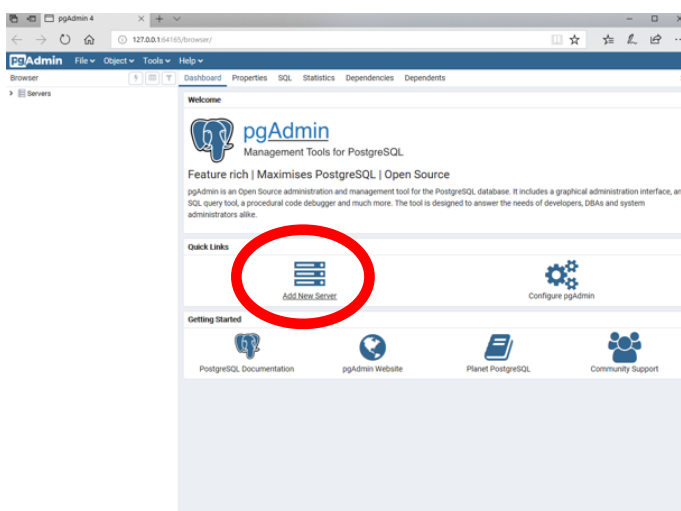 pgAdmin 4
127.0.0.1:64165/browser/
PgAdmin File Object Tools Help
Browser
Dashboard Properties SQL Statistics Dependencies Dependents
Servers
Welcome
pgAdmin
Management Tools for PostgreSQL
Feature rich | Maximises PostgreSQL | Open Source
pgAdmin is an Open Source administration and management tool for the PostgreSQL database. It includes a graphical administration interface, an
SQL query tool, a procedural code debugger and much more. The tool is designed to answer the needs of developers, DBAs and system
administrators alike.
Quick Links
Add New Server
Configure pgAdmin
Getting Started
PostgreSQL Documentation
pgAdmin Website
Planet PostgreSQL
Community Support